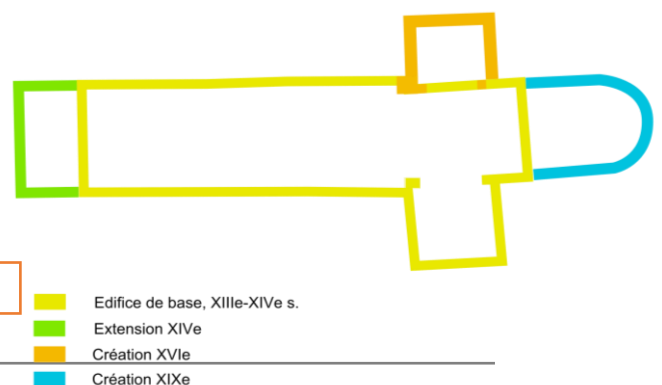 Edifice de base, XIIIe-XIVe s.
Extension XIVe
Création XVIe
Création XIXe